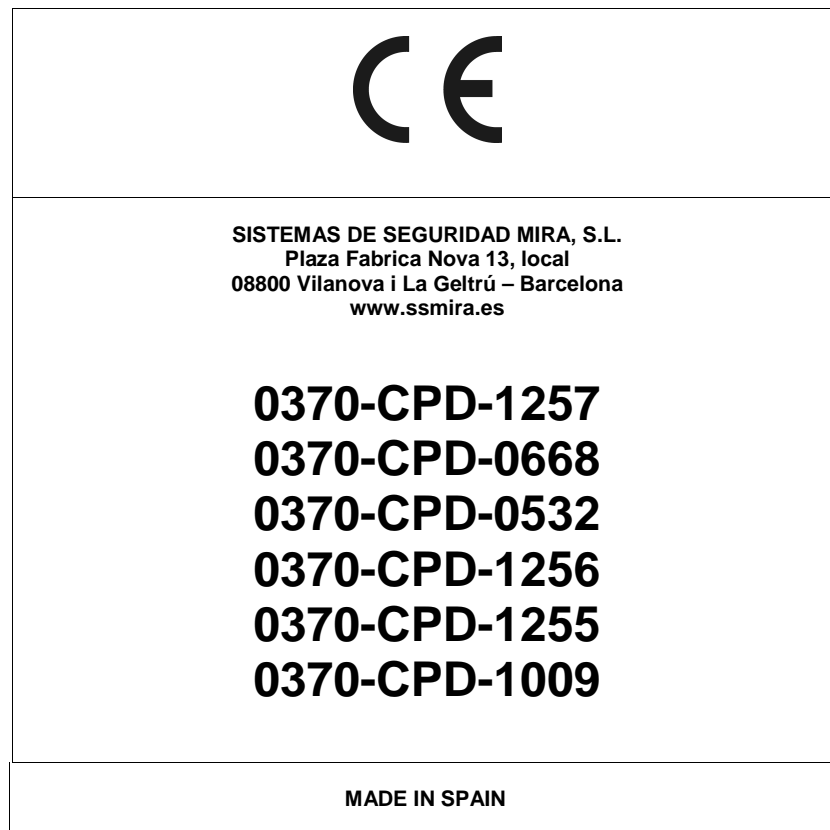 CE
SISTEMAS DE SEGURIDAD MIRA, S.L.
Plaza Fabrica Nova 13, local
08800 Vilanova i La Geltrú – Barcelona
www.ssmira.es
0370-CPD-1257
0370-CPD-0668
0370-CPD-0532
0370-CPD-1256
0370-CPD-1255
0370-CPD-1009
MADE IN SPAIN